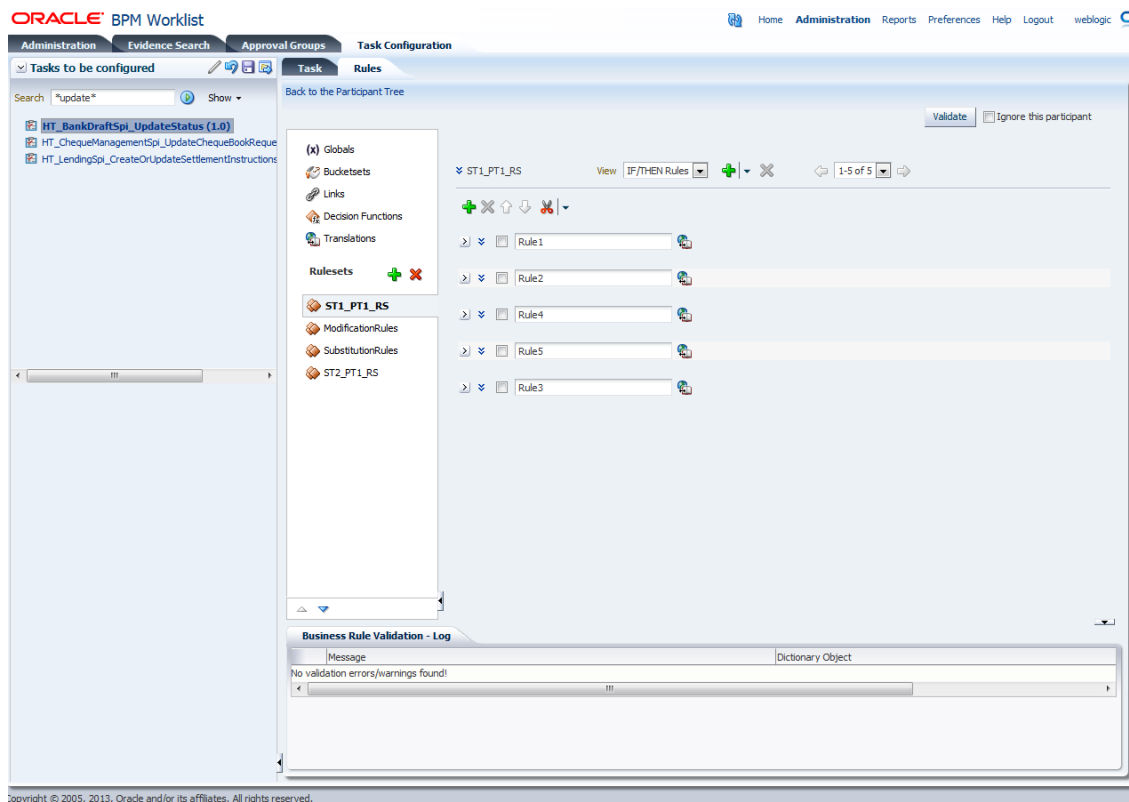 ORACLE BPM Worklist
Home Administration Reports Preferences Help Logout weblogic
Administration Evidence Search Approval Groups Task Configuration
Tasks to be configured
Task Rules
Search *update* Show
Back to the Participant Tree
Validate Ignore this participant
HT_BankDraftSpi_UpdateStatus (1.0)
HT_ChequeManagementSpi_UpdateChequeBookReque
HT_LendingSpi_CreateOrUpdateSettlementInstructions
(x) Globals
Bucketsets
Links
Decision Functions
Translations
Rulesets
ST1_PT1_RS
ModificationRules
SubstitutionRules
ST2_PT1_RS
ST1_PT1_RS View IF/THEN Rules 1-5 of 5
Rule1
Rule2
Rule4
Rule5
Rule3
Business Rule Validation - Log
Message Dictionary Object
No validation errors/warnings found!
Copyright © 2005, 2013, Oracle and/or its affiliates. All rights reserved.